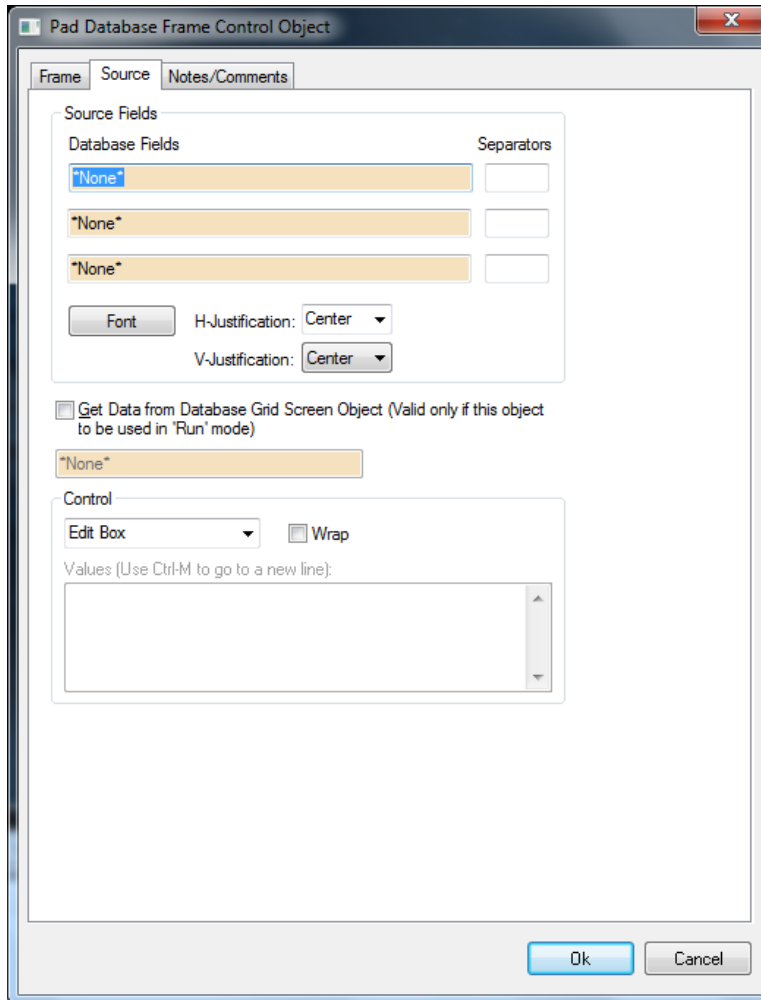 Pad Database Frame Control Object
Frame Source Notes/Comments
Source Fields
Database Fields Separators
*None*
*None*
*None*
Font H-Justification: Center
V-Justification: Center
Get Data from Database Grid Screen Object (Valid only if this object
to be used in 'Run' mode)
*None*
Control
Edit Box Wrap
Values (Use Ctrl-M to go to a new line):
Ok Cancel